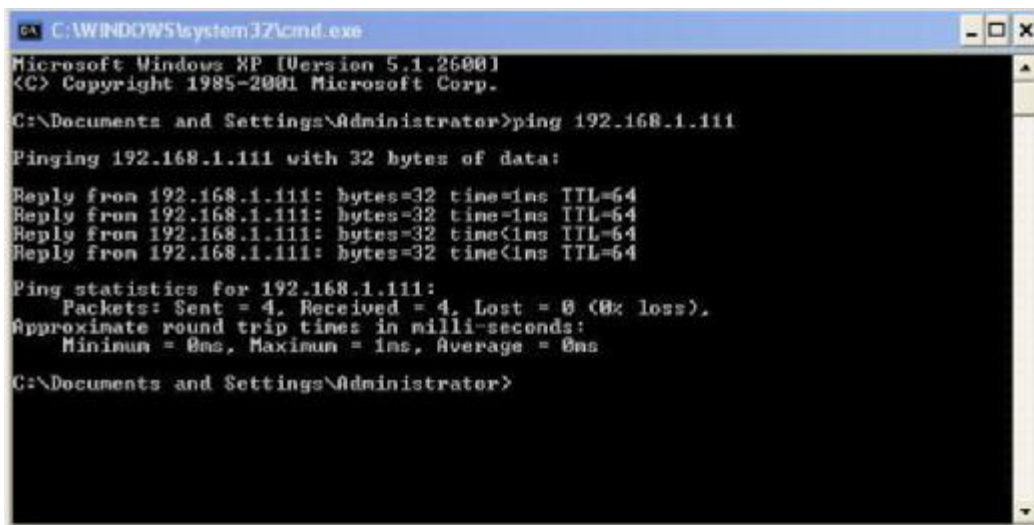 C:\WINDOWS\system32\cmd.exe
Microsoft Windows XP [Version 5.1.2600]
(C) Copyright 1985-2001 Microsoft Corp.
C:\Documents and Settings\Administrator>ping 192.168.1.111
Pinging 192.168.1.111 with 32 bytes of data:
Reply from 192.168.1.111: bytes=32 time=1ms TTL=64
Reply from 192.168.1.111: bytes=32 time=1ms TTL=64
Reply from 192.168.1.111: bytes=32 time<1ms TTL=64
Reply from 192.168.1.111: bytes=32 time<1ms TTL=64
Ping statistics for 192.168.1.111:
Packets: Sent = 4, Received = 4, Lost = 0 (0% loss),
Approximate round trip times in milli-seconds:
Minimum = 0ms, Maximum = 1ms, Average = 0ms
C:\Documents and Settings\Administrator>